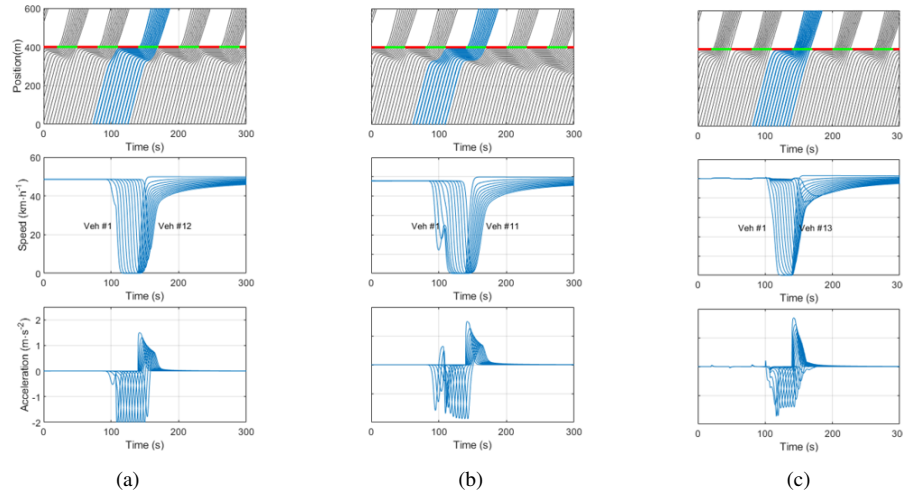 600
400
200
0
Position(m)
0 100 200 300
Time (s)
0 100 200 300
Time (s)
0 100 200 300
Time (s)
60
40
20
0
Speed (km·h⁻¹)
Veh #1 Veh #12
0 100 200 300
Time (s)
Veh #1 Veh #11
0 100 200 300
Time (s)
Veh #1 Veh #13
0 100 200 300
Time (s)
2
1
0
-1
-2
Acceleration (m·s⁻²)
0 100 200 300
Time (s)
0 100 200 300
Time (s)
0 100 200 300
Time (s)
(a) (b) (c)